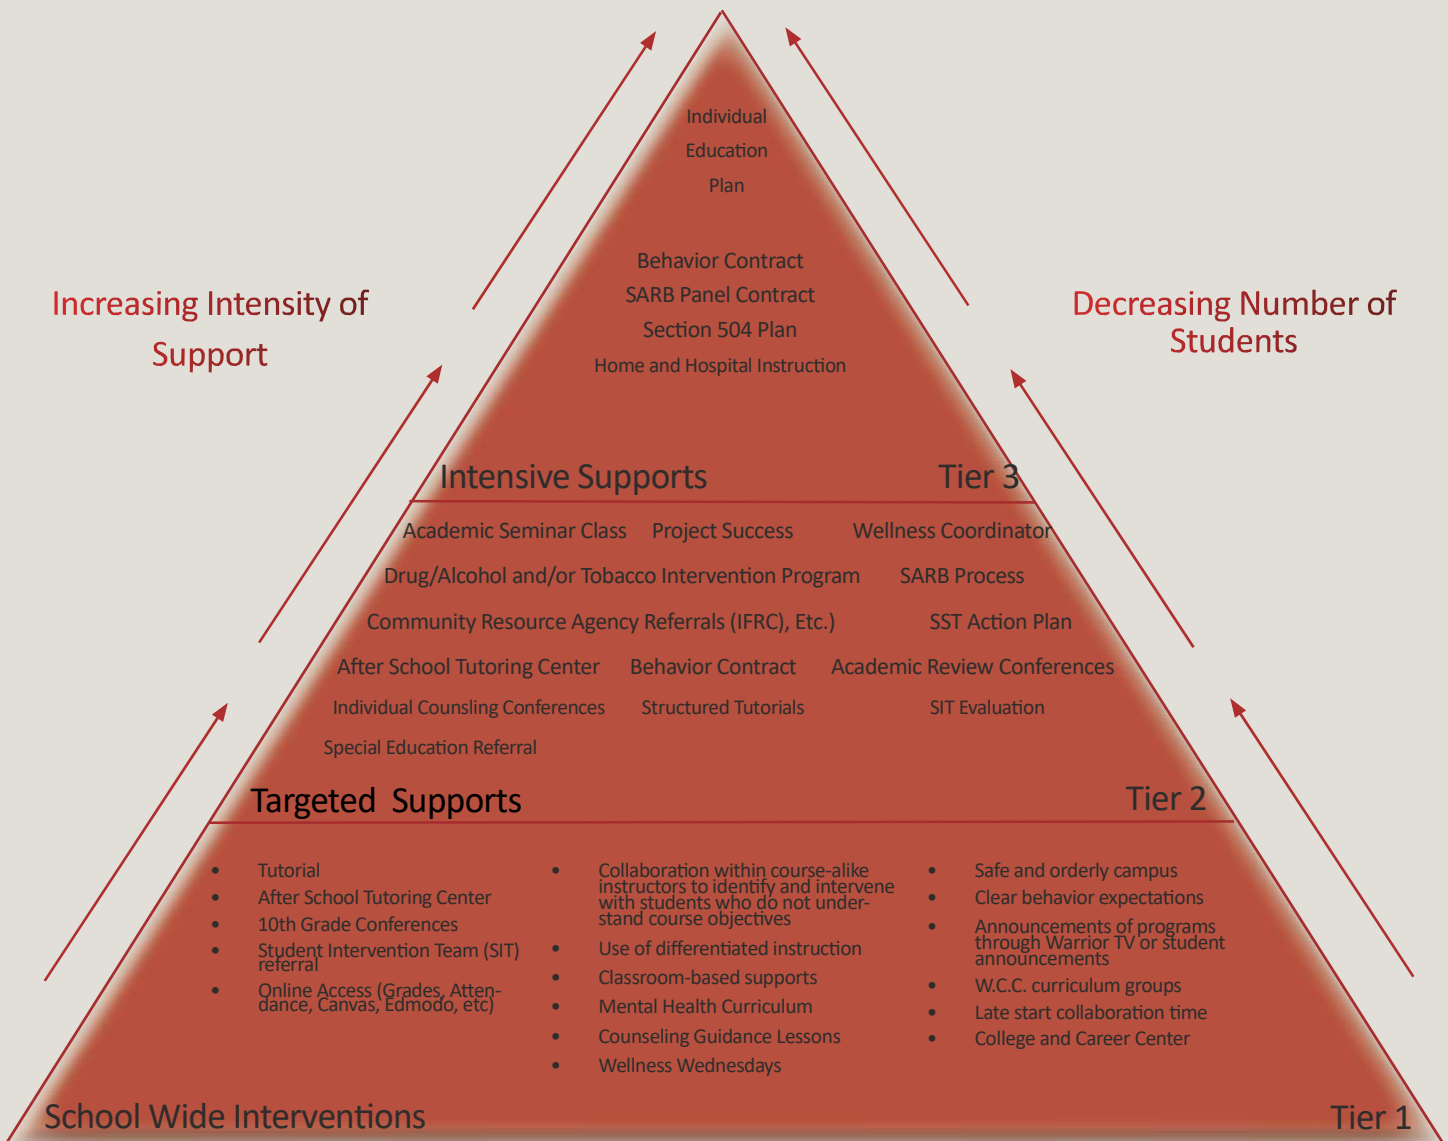 Individual
Education
Plan
Behavior Contract
SARB Panel Contract
Section 504 Plan
Home and Hospital Instruction
Increasing Intensity of
Support
Decreasing Number of
Students
Intensive Supports Tier 3
Academic Seminar Class Project Success Wellness Coordinator
Drug/Alcohol and/or Tobacco Intervention Program SARB Process
Community Resource Agency Referrals (IFRC), Etc.) SST Action Plan
After School Tutoring Center Behavior Contract Academic Review Conferences
Individual Counsling Conferences Structured Tutorials SIT Evaluation
Special Education Referral
Targeted Supports Tier 2
• Tutorial
• After School Tutoring Center
• 10th Grade Conferences
• Student Intervention Team (SIT)
referral
• Online Access (Grades, Atten-
dance, Canvas, Edmodo, etc)
• Collaboration within course-alike
instructors to identify and intervene
with students who do not under-
stand course objectives
• Use of differentiated instruction
• Classroom-based supports
• Mental Health Curriculum
• Counseling Guidance Lessons
• Wellness Wednesdays
• Safe and orderly campus
• Clear behavior expectations
• Announcements of programs
through Warrior TV or student
announcements
• W.C.C. curriculum groups
• Late start collaboration time
• College and Career Center
School Wide Interventions Tier 1